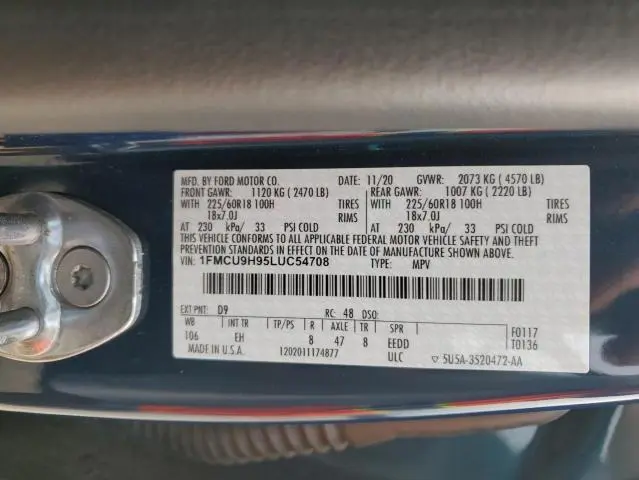 MFD. BY FORD MOTOR CO. 11/20 GVWR: 2073 KG ( 4570 LB)
FRONT GAWR: 1120 KG ( 2470 LB) REAR GAWR: 1007 KG ( 2220 LB)
WITH 225/60R18 100H TIRES WITH 225/60R18 100H TIRES
18x7.0J RIMS 18x7.0J RIMS
AT 230 kPa/ 33 PSI COLD AT 230 kPa/ 33 PSI COLD
THIS VEHICLE CONFORMS TO ALL APPLICABLE FEDERAL MOTOR VEHICLE SAFETY AND BUMPER AND THEFT
PREVENTION STANDARDS IN EFFECT ON THE DATE OF MANUFACTURE SHOWN ABOVE.
VIN: 1FMCU9H95LUC54708 TYPE: MPV
EXT PNT: D9 RC: 48 DSO:
WB INT TR TP/PS R AXLE TR SPR F0117
106 EH 8 47 8 EEDD T0136
MADE IN U.S.A. 1202011174877 ULC ▽ 5U5A-3520472-AA